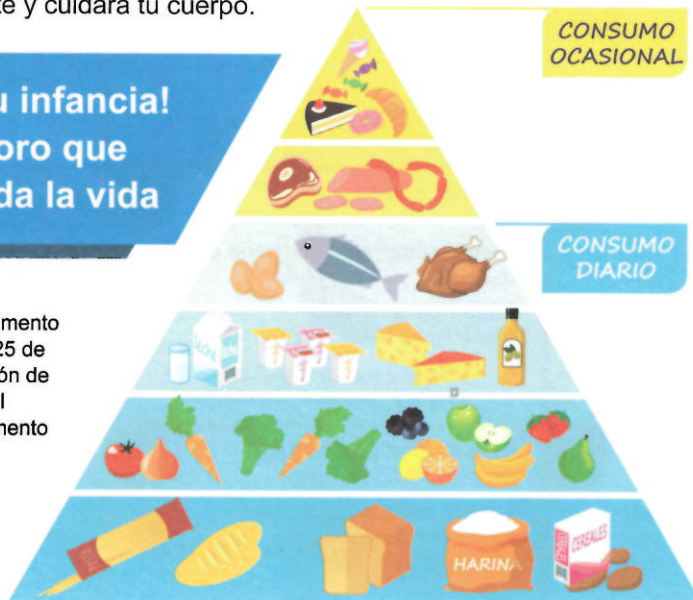 te y cuidará tu cuerpo.
CONSUMO
OCASIONAL
u infancia!
oro que
da la vida
CONSUMO
DIARIO
mento
25 de
ón de
l
mento
HARINA
CEREALES